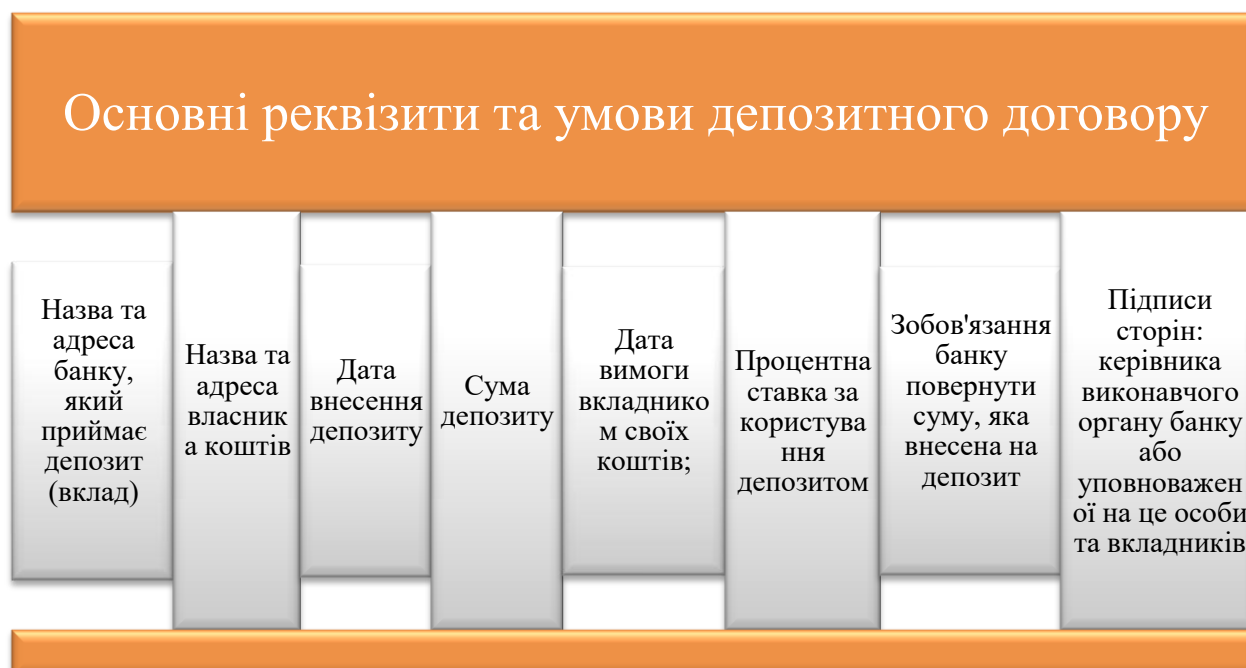 Основні реквізити та умови депозитного договору
Назва та
адреса
банку,
який
приймає
депозит
(вклад)
Назва та
адреса
власник
а коштів
Дата
внесення
депозиту
Сума
депозиту
Дата
вимоги
вкладнико
м своїх
коштів;
Процентна
ставка за
користува
ння
депозитом
Зобов'язання
банку
повернути
суму, яка
внесена на
депозит
Підписи
сторін:
керівника
виконавчого
органу банку
або
уповноважен
ої на це особи
та вкладників